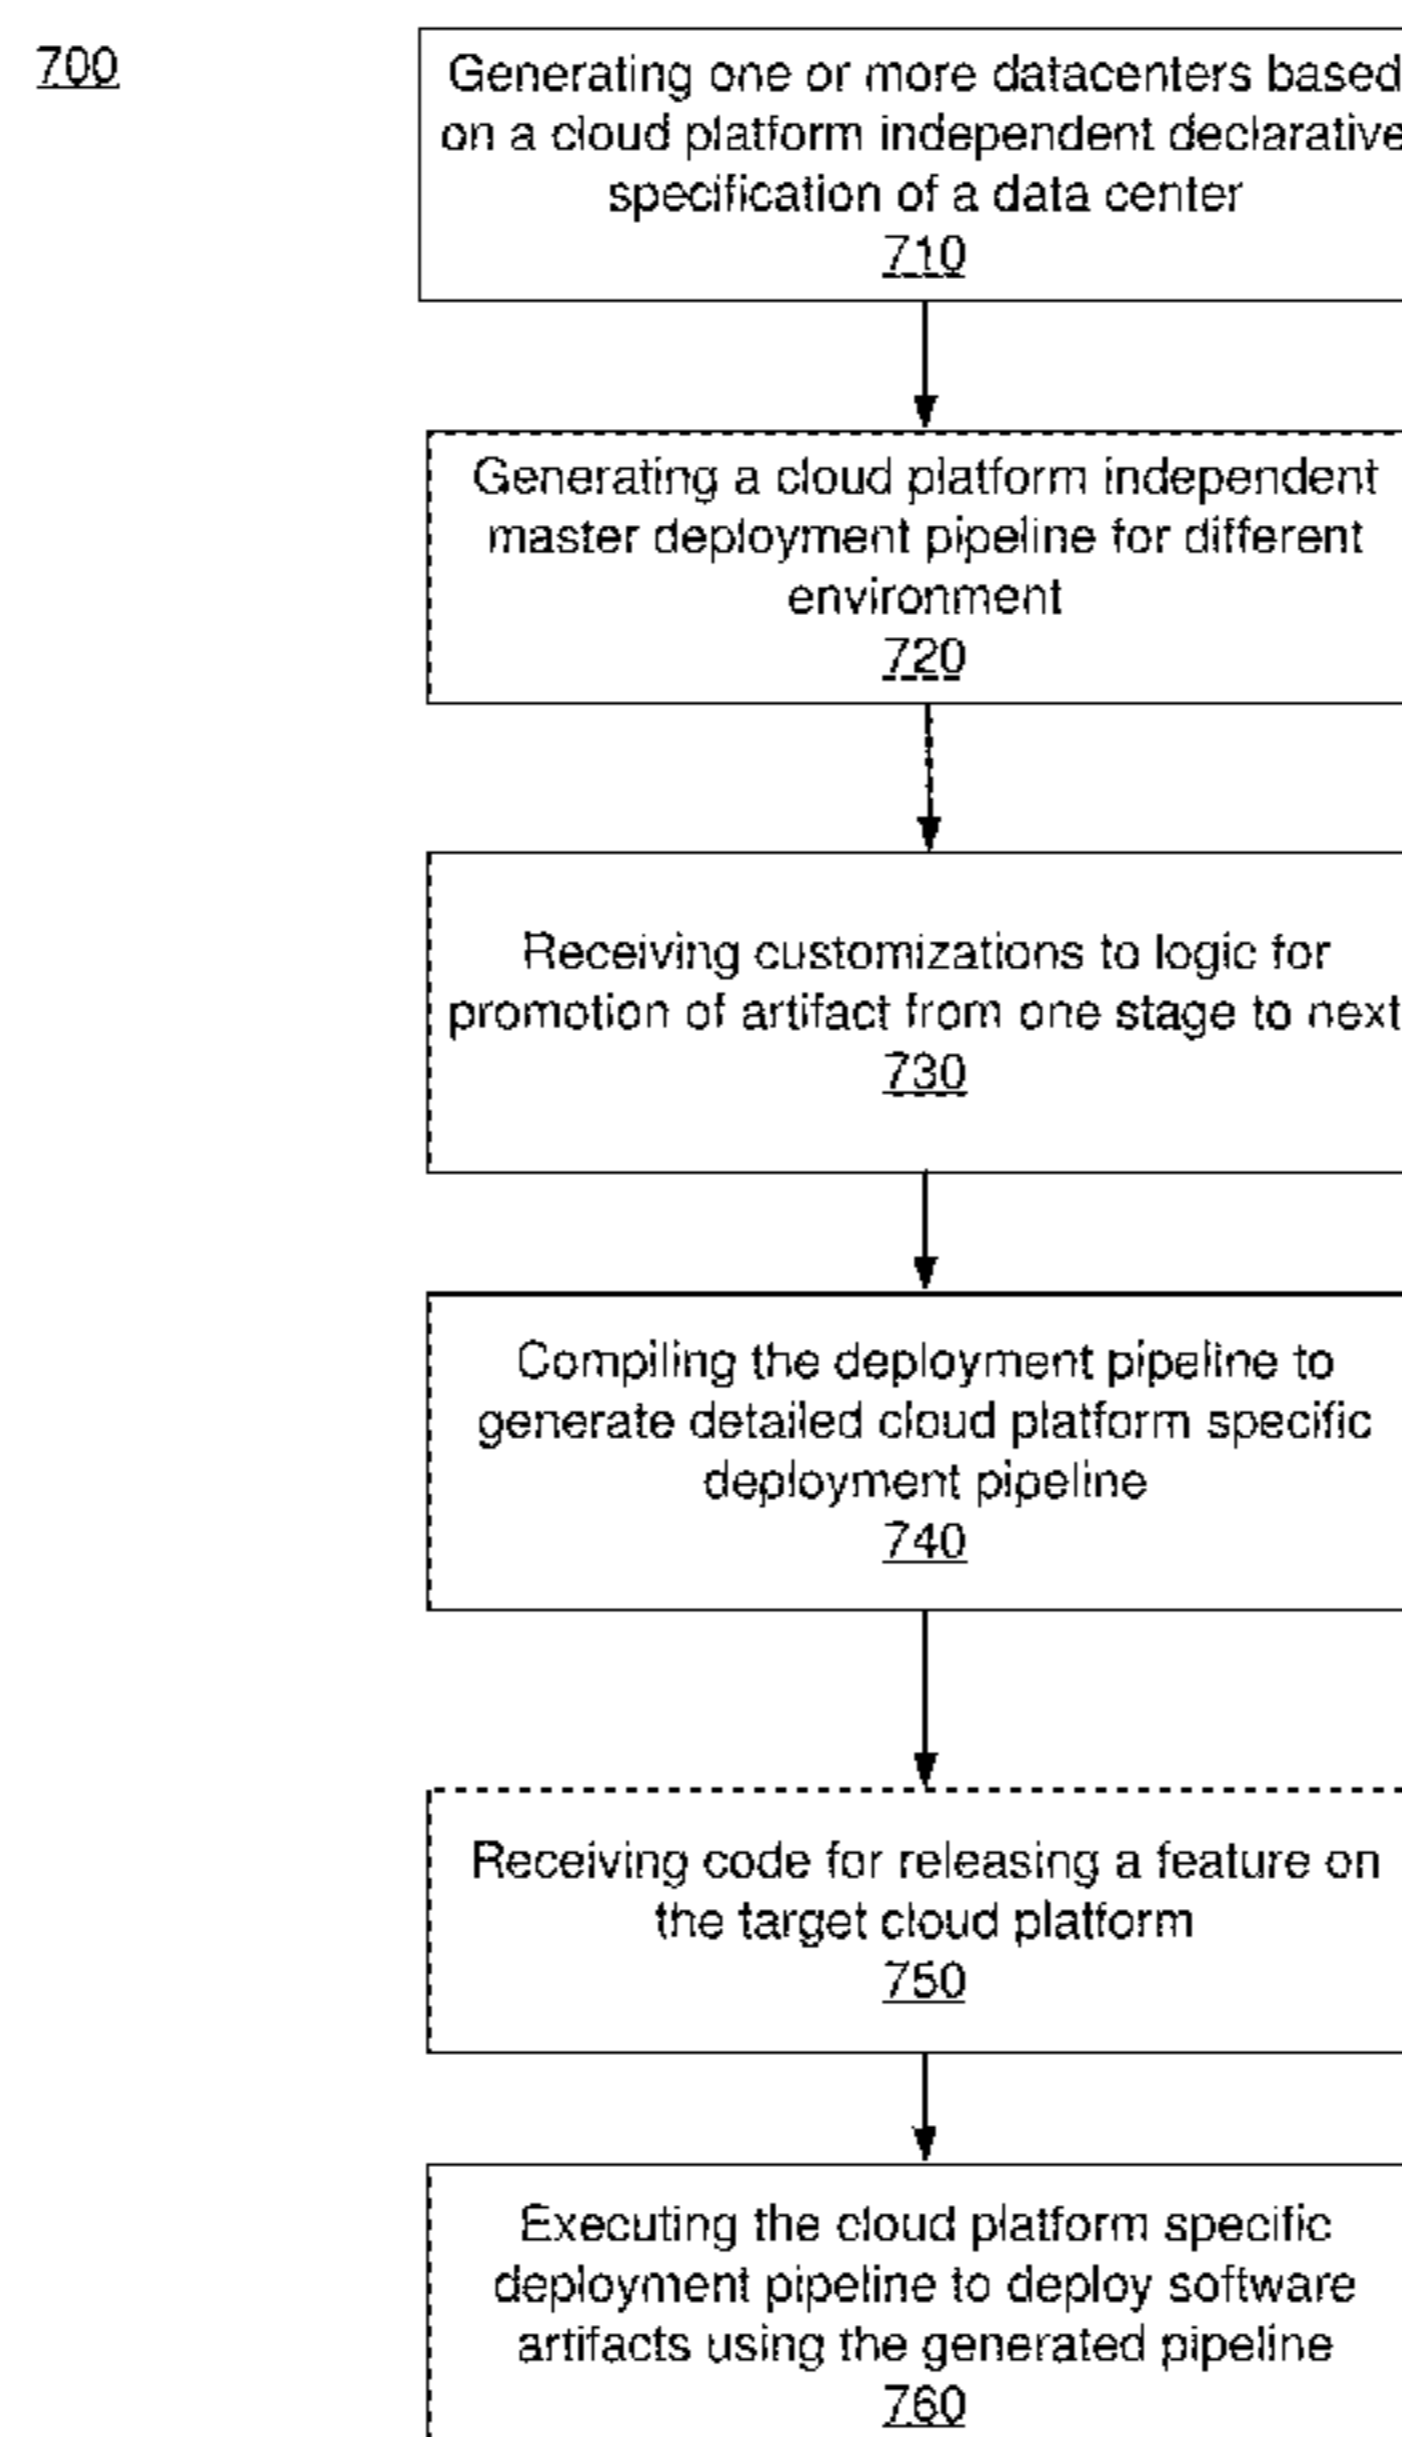 700
Generating one or more datacenters based
on a cloud platform independent declarative
specification of a data center
710
Generating a cloud platform independent
master deployment pipeline for different
environment
720
Receiving customizations to logic for
promotion of artifact from one stage to next
730
Compiling the deployment pipeline to
generate detailed cloud platform specific
deployment pipeline
740
Receiving code for releasing a feature on
the target cloud platform
750
Executing the cloud platform specific
deployment pipeline to deploy software
artifacts using the generated pipeline
760